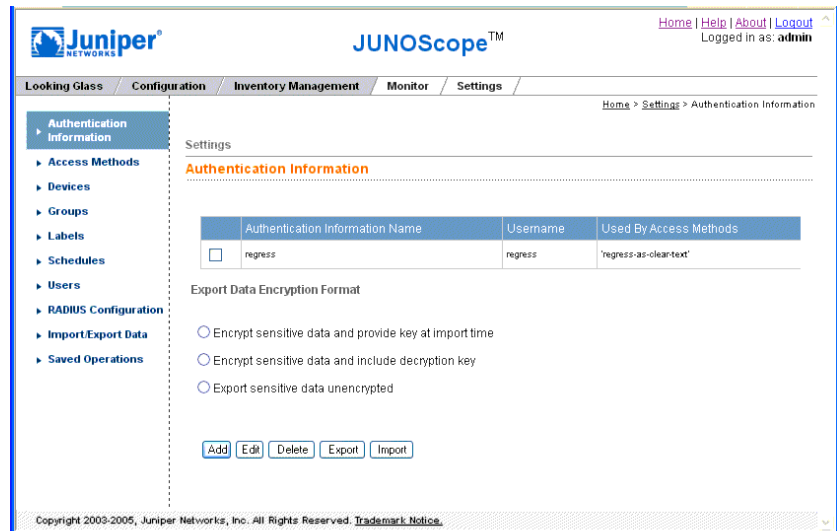 Home | Help | About | Logout
Logged in as: admin
Juniper®
NETWORKS
JUNOScope™
Looking Glass / Configuration / Inventory Management / Monitor / Settings /
Home > Settings > Authentication Information
Authentication
Information
Access Methods
Devices
Groups
Labels
Schedules
Users
RADIUS Configuration
Import/Export Data
Saved Operations
Settings
Authentication Information
Authentication Information Name Username Used By Access Methods
regress regress 'regress-as-clear-text'
Export Data Encryption Format
Encrypt sensitive data and provide key at import time
Encrypt sensitive data and include decryption key
Export sensitive data unencrypted
Add Edit Delete Export Import
Copyright 2003-2005, Juniper Networks, Inc. All Rights Reserved. Trademark Notice.